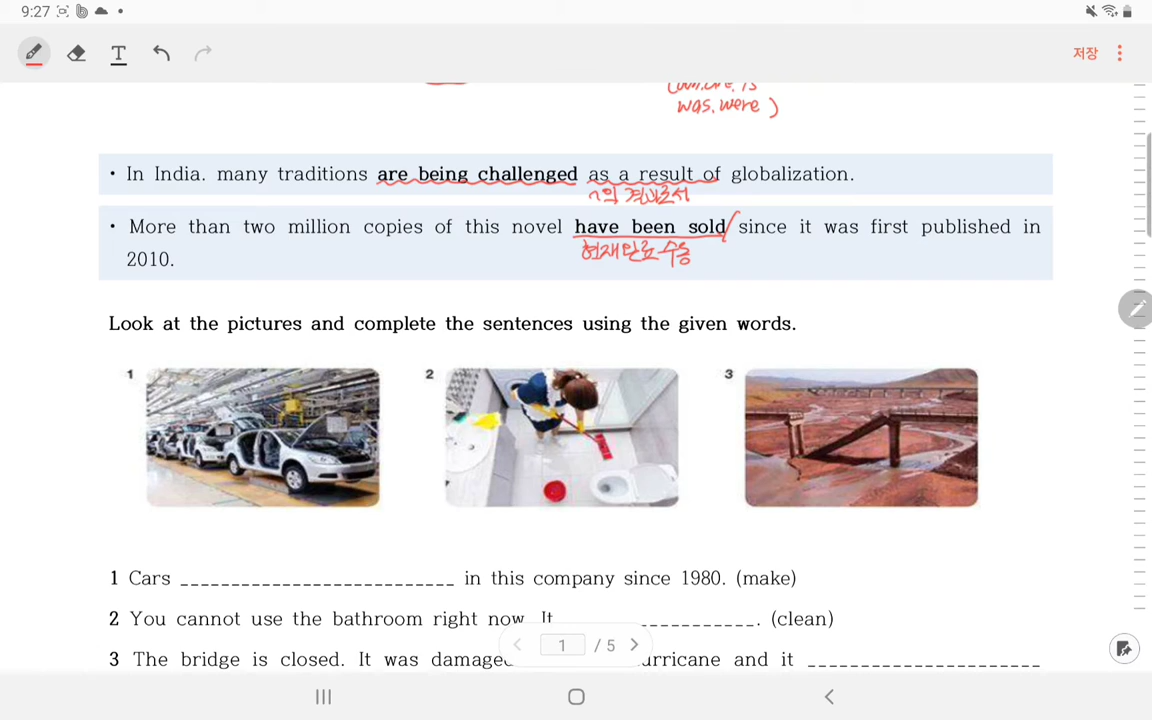 9:27
저장
was. were )
• In India. many traditions are being challenged as a result of globalization.
~의 결과로서
• More than two million copies of this novel have been sold since it was first published in
현재완료수동
2010.
Look at the pictures and complete the sentences using the given words.
1
2
3
1 Cars __________________________ in this company since 1980. (make)
2 You cannot use the bathroom right now. It ___________. (clean)
1 / 5
3 The bridge is closed. It was damaged urricane and it ______________________